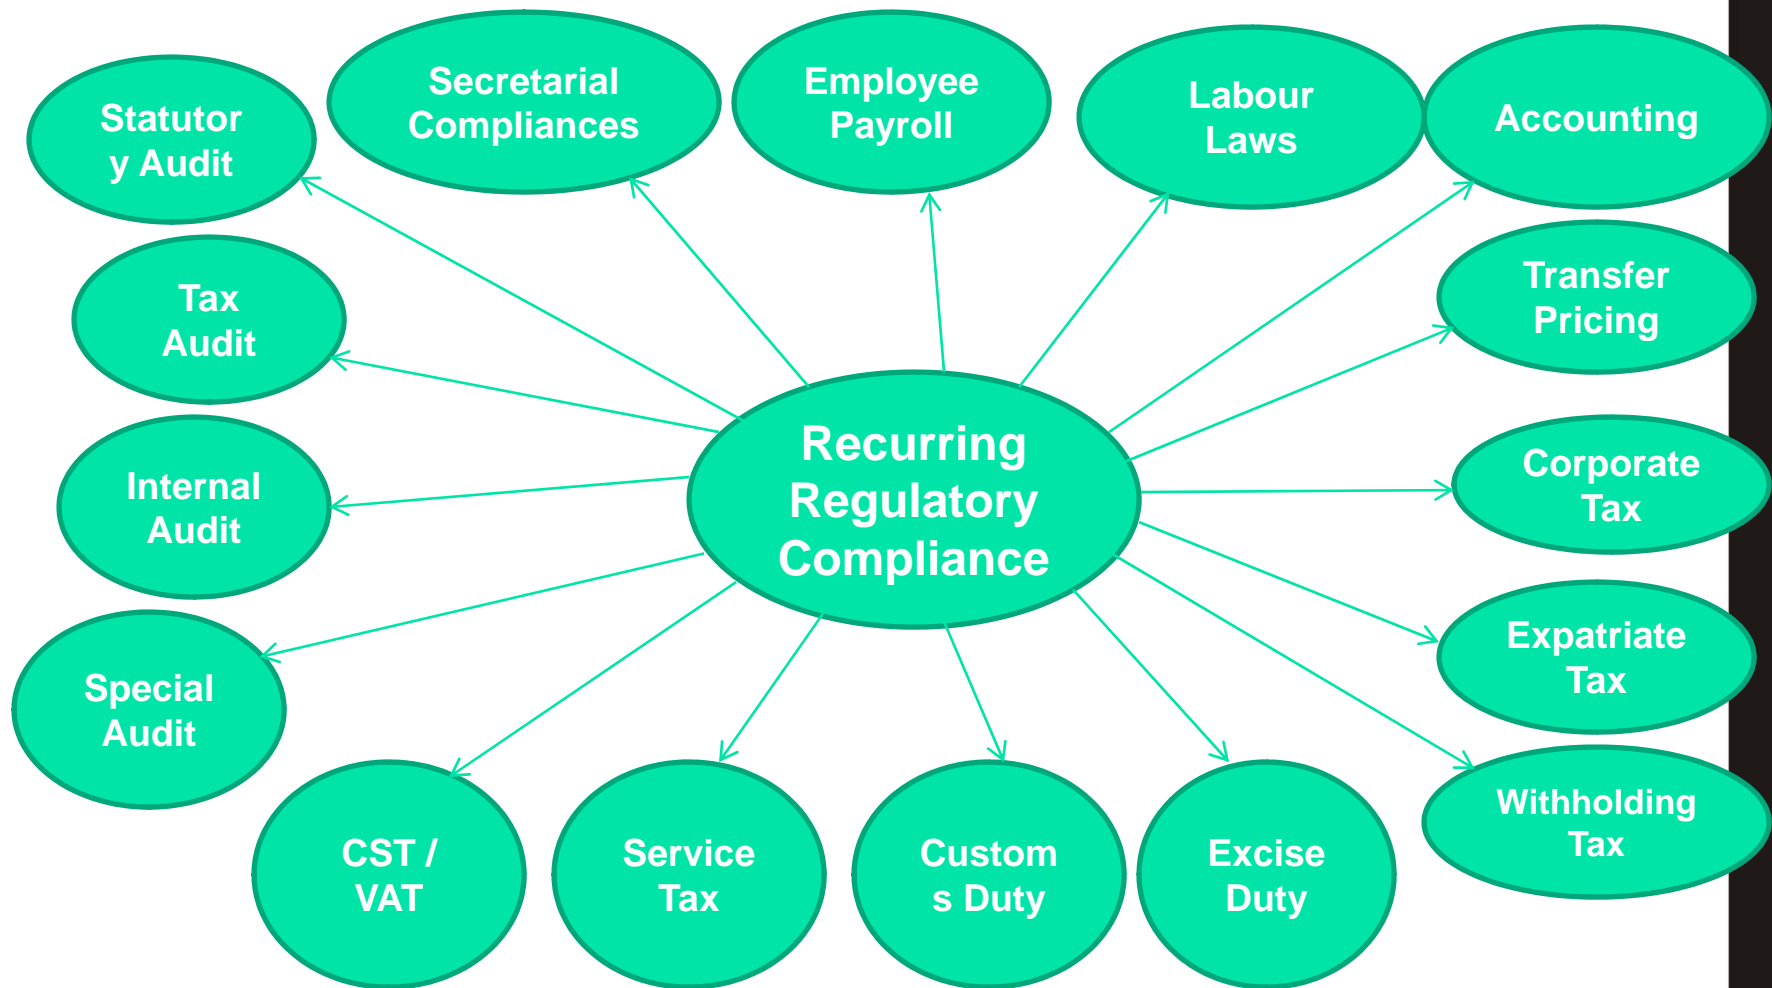 Statutor
y Audit
Secretarial
Compliances
Employee
Payroll
Labour
Laws
Accounting
Tax
Audit
Transfer
Pricing
Internal
Audit
Recurring
Regulatory
Compliance
Corporate
Tax
Special
Audit
Expatriate
Tax
CST /
VAT
Service
Tax
Custom
s Duty
Excise
Duty
Withholding
Tax